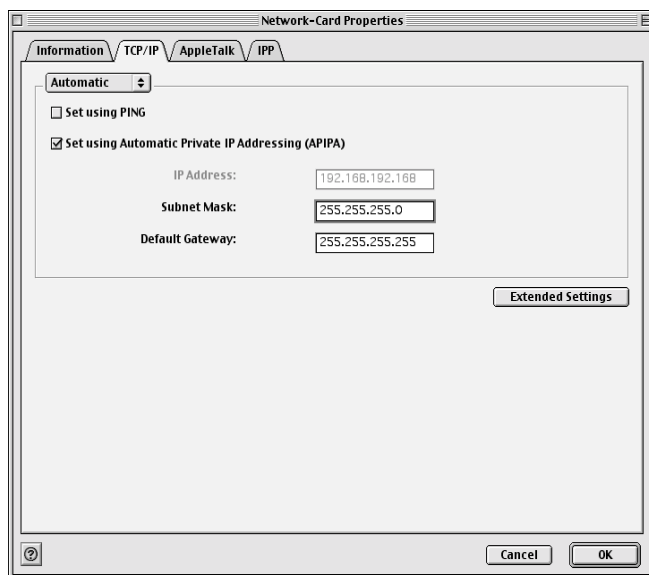 Network-Card Properties
Information TCP/IP AppleTalk IPP
Automatic
Set using PING
Set using Automatic Private IP Addressing (APIPA)
IP Address: 192.168.192.168
Subnet Mask: 255.255.255.0
Default Gateway: 255.255.255.255
Extended Settings
? Cancel OK